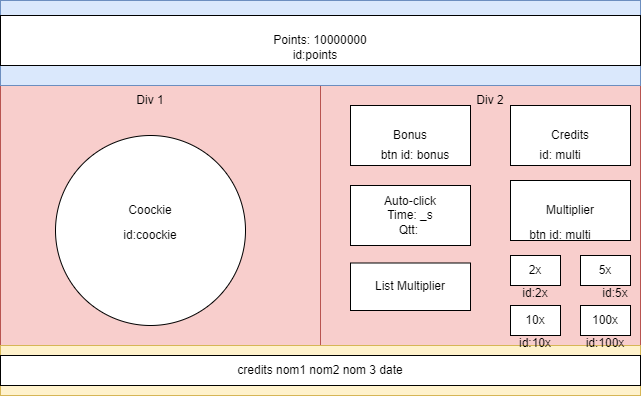 Points: 10000000
id:points
Div 1
Div 2
Coockie
id:coockie
Bonus
btn id: bonus
Credits
id: multi
Auto-click
Time: _s
Qtt:
Multiplier
btn id: multi
List Multiplier
2x
id:2x
5x
id:5x
10x
id:10x
100x
id:100x
credits nom1 nom2 nom 3 date